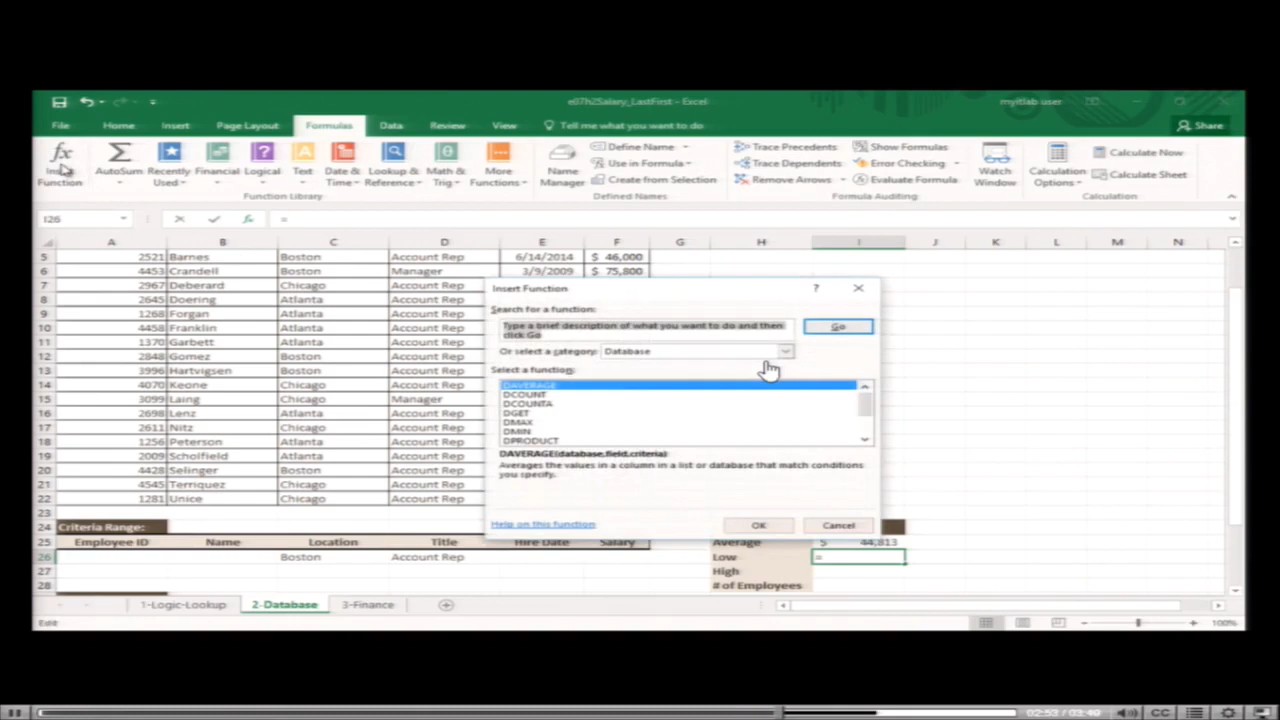 e07h2Salary_LastFirst - Excel
myitlab user
File Home Insert Page Layout Formulas Data Review View Tell me what you want to do
Share
fx
Insert Function
AutoSum
Recently Used
Financial
Logical
Text
Date & Time
Lookup & Reference
Math & Trig
More Functions
Function Library
Name Manager
Define Name
Use in Formula
Create from Selection
Defined Names
Trace Precedents
Trace Dependents
Remove Arrows
Show Formulas
Error Checking
Evaluate Formula
Formula Auditing
Watch Window
Calculation Options
Calculate Now
Calculate Sheet
Calculation
I26 fx =
A B C D E F G H I J K L M N
5 2521 Barnes Boston Account Rep 6/14/2014 $ 46,000
6 4453 Crandell Boston Manager 3/9/2009 $ 75,800
7 2967 Deberard Chicago Account Rep
8 2645 Doering Atlanta Account Rep
9 1268 Forgan Atlanta Account Rep
10 4458 Franklin Atlanta Account Rep
11 1370 Garbett Atlanta Account Rep
12 2848 Gomez Boston Account Rep
13 3996 Hartvigsen Boston Account Rep
14 4070 Keone Chicago Account Rep
15 3099 Laing Chicago Manager
16 2698 Lenz Atlanta Account Rep
17 2611 Nitz Chicago Account Rep
18 1256 Peterson Atlanta Account Rep
19 2009 Scholfield Atlanta Account Rep
20 4428 Selinger Boston Account Rep
21 4545 Terriquez Chicago Account Rep
22 1281 Unice Chicago Account Rep
23
24 Criteria Range:
25 Employee ID Name Location Title Hire Date Salary Average $ 44,813
26 Boston Account Rep Low =
27 High
28 # of Employees
Insert Function ?
Search for a function:
Type a brief description of what you want to do and then
click Go
Go
Or select a category: Database
Select a function:
DAVERAGE
DCOUNT
DCOUNTA
DGET
DMAX
DMIN
DPRODUCT
DAVERAGE(database,field,criteria)
Averages the values in a column in a list or database that match conditions
you specify.
Help on this function
OK Cancel
1-Logic-Lookup 2-Database 3-Finance
Edit
100%
02:53 / 03:40
CC